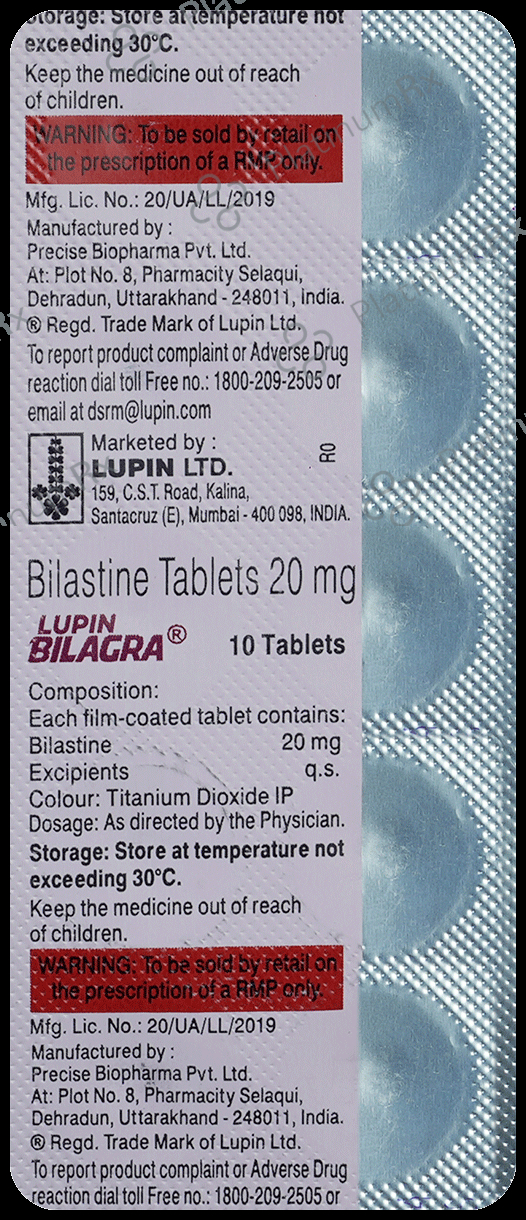 Storage: Store at temperature not
exceeding 30°C.
Keep the medicine out of reach
of children.
WARNING: To be sold by retail on
the prescription of a RMP only.
Mfg. Lic. No.: 20/UA/LL/2019
Manufactured by :
Precise Biopharma Pvt. Ltd.
At: Plot No. 8, Pharmacity Selaqui,
Dehradun, Uttarakhand - 248011, India.
® Regd. Trade Mark of Lupin Ltd.
To report product complaint or Adverse Drug
reaction dial toll Free no.: 1800-209-2505 or
email at dsrm@lupin.com
Marketed by :
LUPIN LTD.
159, C.S.T. Road, Kalina,
Santacruz (E), Mumbai - 400 098, INDIA.
R0
Bilastine Tablets 20 mg
LUPIN
BILAGRA®
10 Tablets
Composition:
Each film-coated tablet contains:
Bilastine 20 mg
Excipients q.s.
Colour: Titanium Dioxide IP
Dosage: As directed by the Physician.
Storage: Store at temperature not
exceeding 30°C.
Keep the medicine out of reach
of children.
WARNING: To be sold by retail on
the prescription of a RMP only.
Mfg. Lic. No.: 20/UA/LL/2019
Manufactured by :
Precise Biopharma Pvt. Ltd.
At: Plot No. 8, Pharmacity Selaqui,
Dehradun, Uttarakhand - 248011, India.
® Regd. Trade Mark of Lupin Ltd.
To report product complaint or Adverse Drug
reaction dial toll Free no.: 1800-209-2505 or